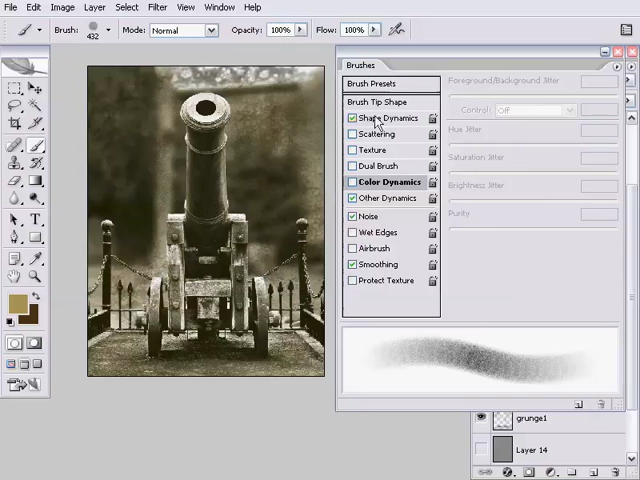 File Edit Image Layer Select Filter View Window Help
Brush: 432 Mode: Normal Opacity: 100% Flow: 100%
Brushes
Brush Presets
Brush Tip Shape
Shape Dynamics
Scattering
Texture
Dual Brush
Color Dynamics
Other Dynamics
Noise
Wet Edges
Airbrush
Smoothing
Protect Texture
Foreground/Background Jitter
Control: Off
Hue Jitter
Saturation Jitter
Brightness Jitter
Purity
grunge1
Layer 14